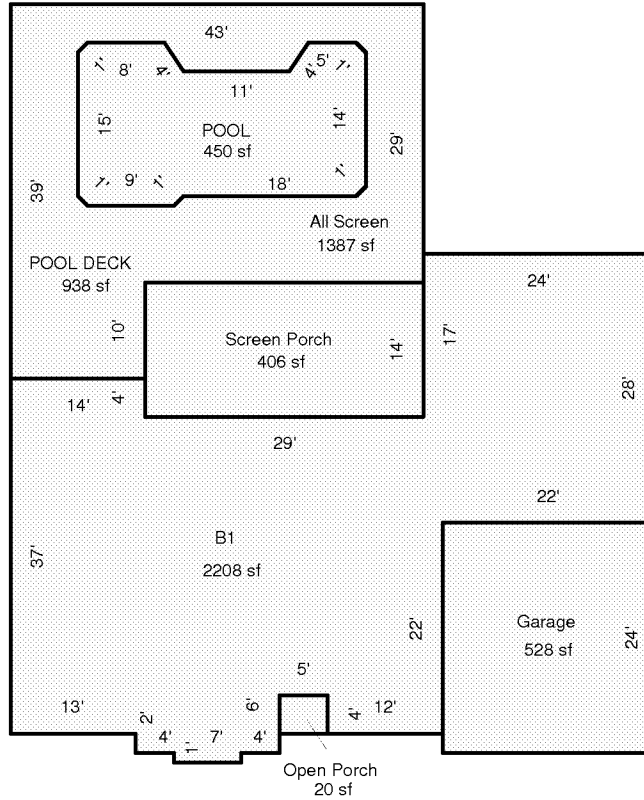 43'
1' 8' 4' 4' 5' 1'
11'
15' POOL 14'
450 sf
29'
1' 9' 1' 18' 1'
39'
All Screen
1387 sf
POOL DECK
938 sf
24'
10' Screen Porch 14' 17'
406 sf
28'
14' 4'
29'
22'
B1
2208 sf
37'
22' Garage 24'
528 sf
5'
13' 2' 6' 4' 12'
4' 1' 7' 4'
Open Porch
20 sf